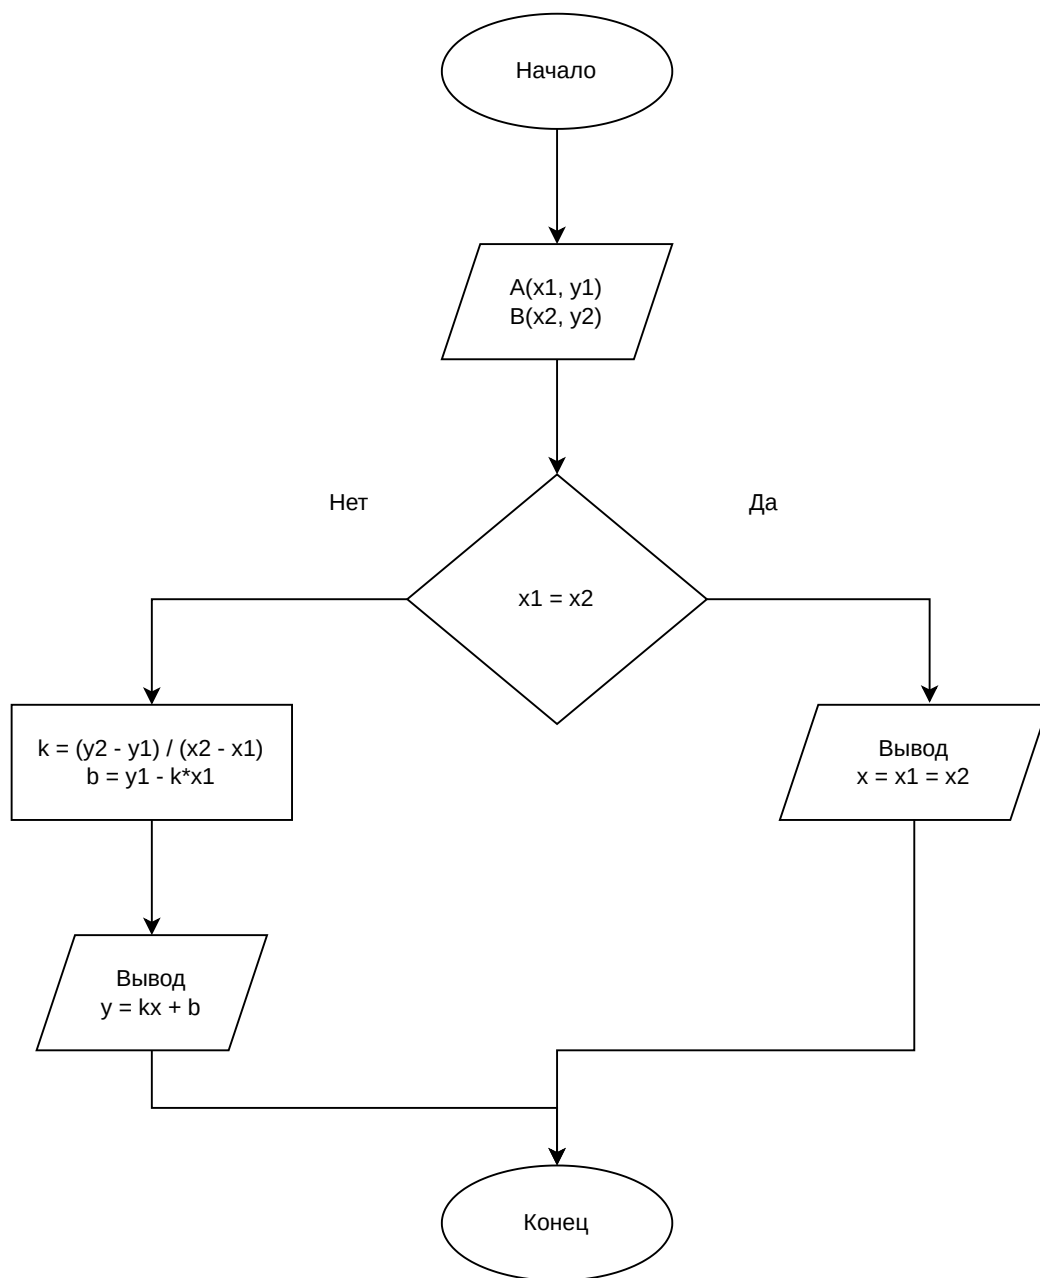 Начало
A(x1, y1)
B(x2, y2)
Нет
Да
x1 = x2
k = (y2 - y1) / (x2 - x1)
b = y1 - k*x1
Вывод
x = x1 = x2
Вывод
y = kx + b
Конец